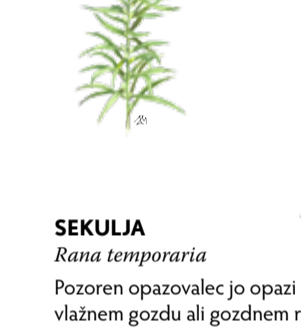 SEKULJA
Rana temporaria
Pozoren opazovalec jo opazi
vlažnem gozdu ali gozdnem